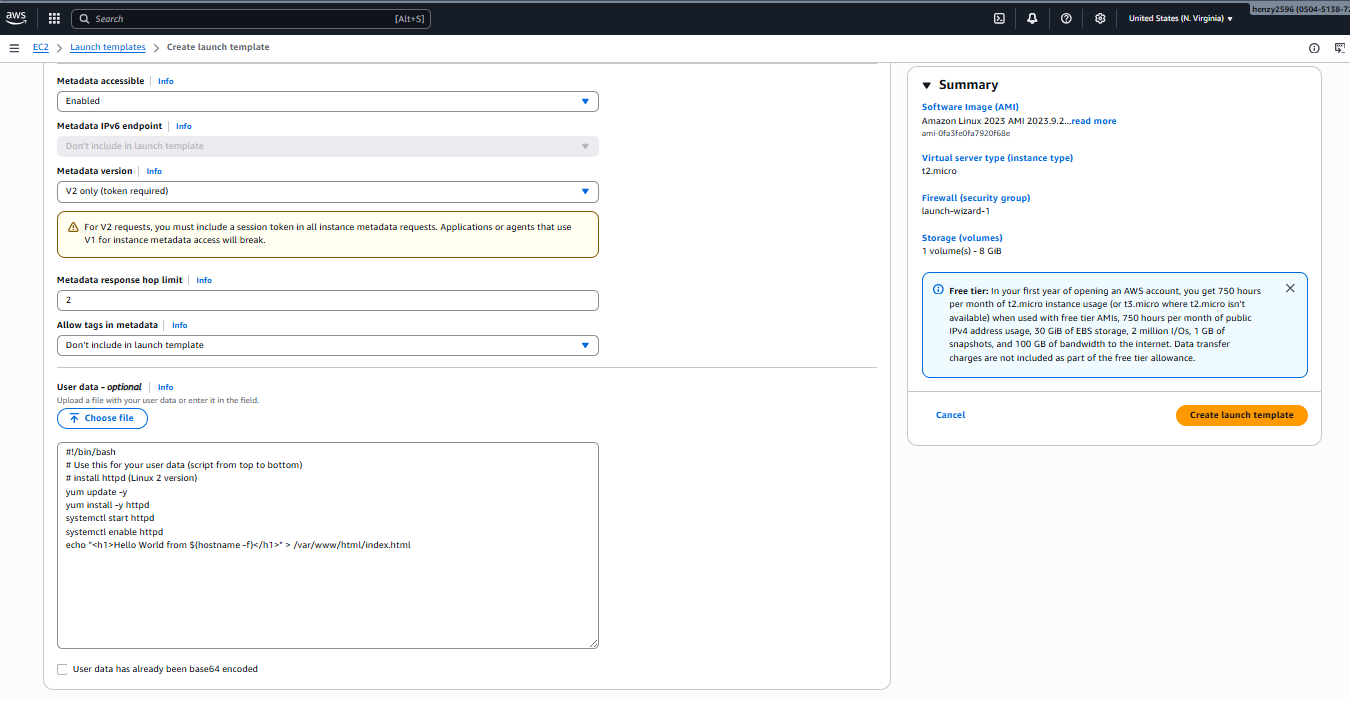 aws
Search
[Alt+S]
United States (N. Virginia)
henzy2596 (0504-5138-7
EC2 > Launch templates > Create launch template
Metadata accessible | Info
Enabled
Metadata IPv6 endpoint | Info
Don't include in launch template
Metadata version | Info
V2 only (token required)
For V2 requests, you must include a session token in all instance metadata requests. Applications or agents that use
V1 for instance metadata access will break.
Metadata response hop limit | Info
2
Allow tags in metadata | Info
Don't include in launch template
User data - optional | Info
Upload a file with your user data or enter it in the field.
Choose file
#!/bin/bash
# Use this for your user data (script from top to bottom)
# install httpd (Linux 2 version)
yum update -y
yum install -y httpd
systemctl start httpd
systemctl enable httpd
echo "<h1>Hello World from $(hostname -f)</h1>" > /var/www/html/index.html
User data has already been base64 encoded
Summary
Software Image (AMI)
Amazon Linux 2023 AMI 2023.9.2...read more
ami-0fa3fe0fa7920f68e
Virtual server type (instance type)
t2.micro
Firewall (security group)
launch-wizard-1
Storage (volumes)
1 volume(s) - 8 GiB
Free tier: In your first year of opening an AWS account, you get 750 hours
per month of t2.micro instance usage (or t3.micro where t2.micro isn't
available) when used with free tier AMIs, 750 hours per month of public
IPv4 address usage, 30 GiB of EBS storage, 2 million I/Os, 1 GB of
snapshots, and 100 GB of bandwidth to the internet. Data transfer
charges are not included as part of the free tier allowance.
Cancel
Create launch template